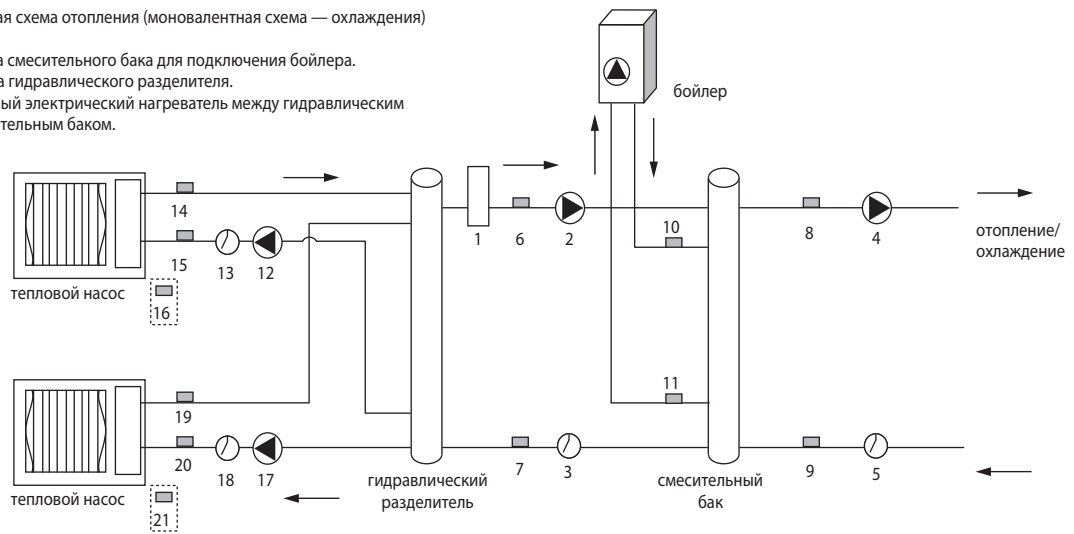 ая схема отопления (моновалентная схема — охлаждения)
а смесительного бака для подключения бойлера.
а гидравлического разделителя.
ный электрический нагреватель между гидравлическим
тельным баком.
бойлер
14
1
6
2
10
8
4
отопление/
охлаждение
15
13
12
тепловой насос
16
11
19
20
18
17
7
3
9
5
гидравлический
разделитель
смесительный
бак
тепловой насос
21